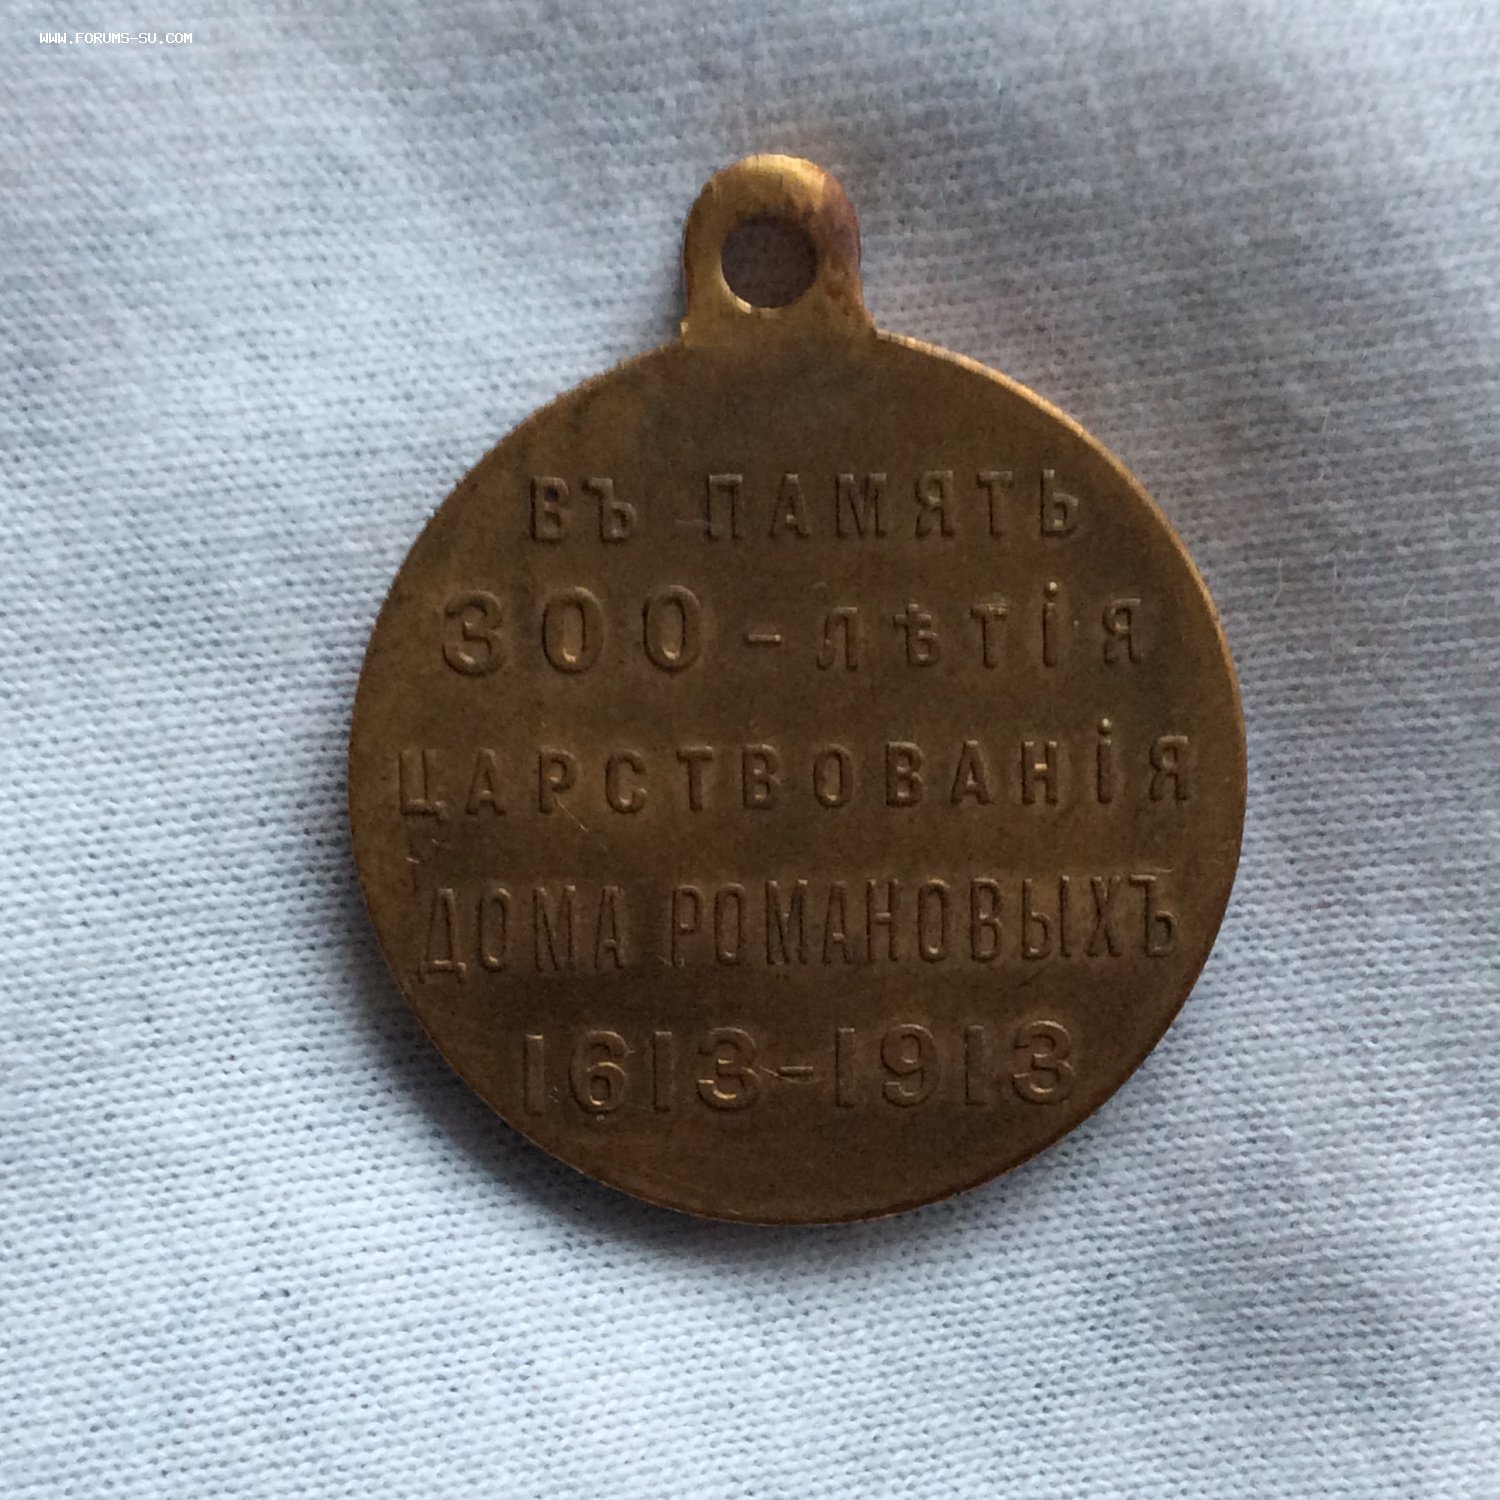 WWW.FORUMS-SU.COM
ВЪ ПАМЯТЬ
300-лѣтія
ЦАРСТВОВАНІЯ
ДОМА РОМАНОВЫХЪ
1613-1913